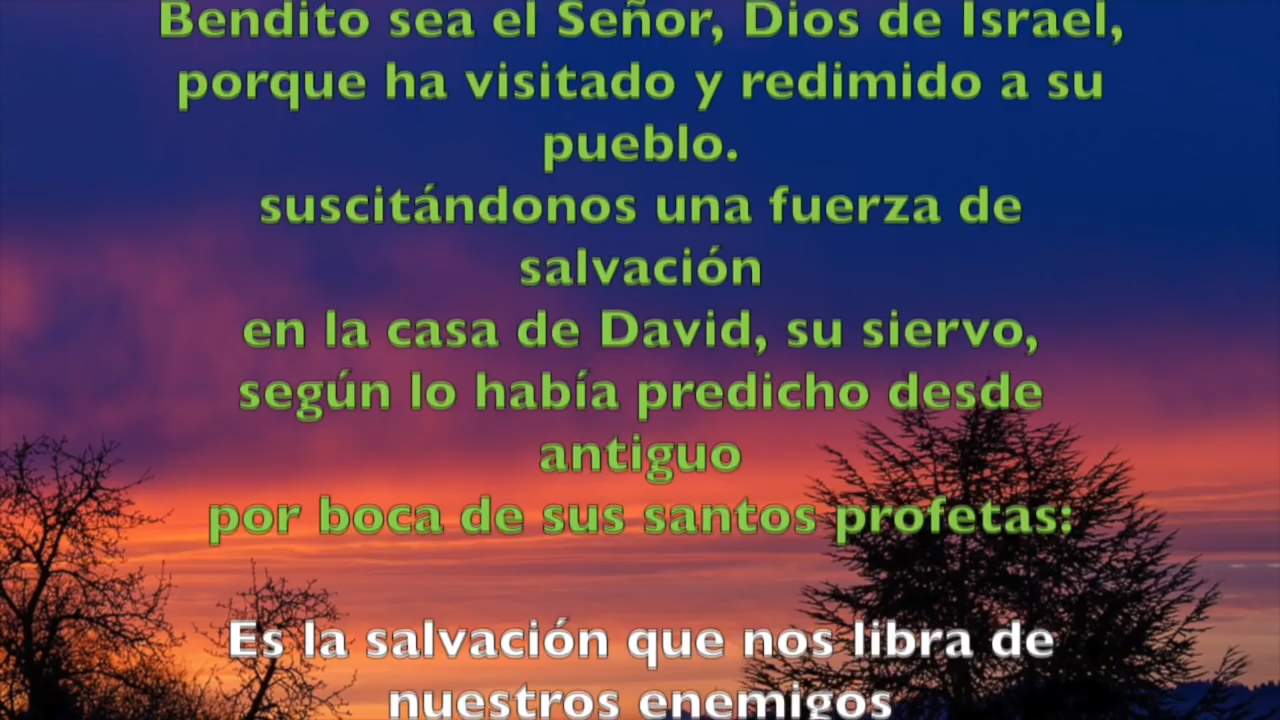 Bendito sea el Señor, Dios de Israel,
porque ha visitado y redimido a su
pueblo.
suscitándonos una fuerza de
salvación
en la casa de David, su siervo,
según lo había predicho desde
antiguo
por boca de sus santos profetas:
Es la salvación que nos libra de
nuestros enemigos